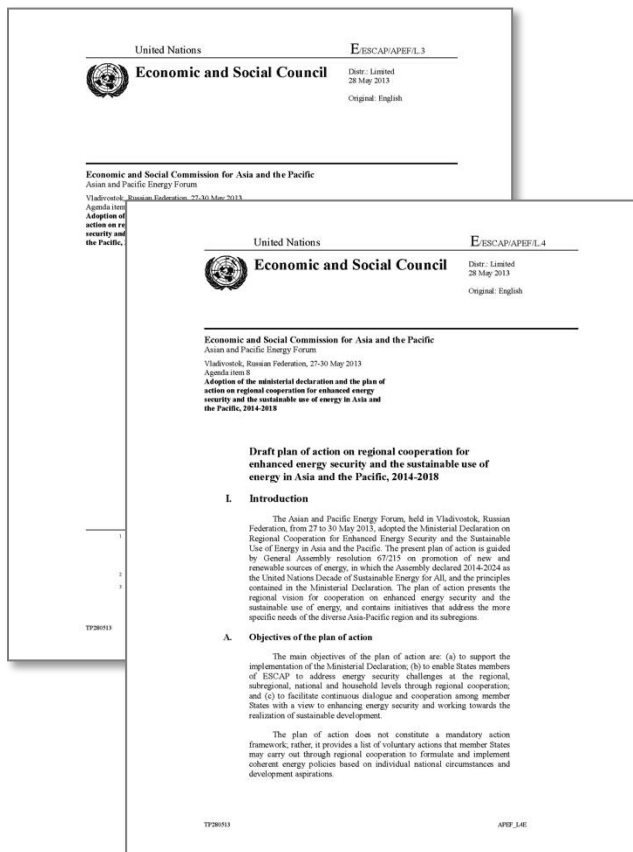 United Nations
E/ESCAP/APEF/L.3
Economic and Social Council
Distr.: Limited
28 May 2013
Original: English
Economic and Social Commission for Asia and the Pacific
Asian and Pacific Energy Forum
Vladivostok, Russian Federation, 27-30 May 2013
Agenda item
Adoption of
action on re
security and
the Pacific,
1
2
3
TP280513
United Nations
E/ESCAP/APEF/L.4
Economic and Social Council
Distr.: Limited
28 May 2013
Original: English
Economic and Social Commission for Asia and the Pacific
Asian and Pacific Energy Forum
Vladivostok, Russian Federation, 27-30 May 2013
Agenda item 8
Adoption of the ministerial declaration and the plan of
action on regional cooperation for enhanced energy
security and the sustainable use of energy in Asia and
the Pacific, 2014-2018
Draft plan of action on regional cooperation for
enhanced energy security and the sustainable use of
energy in Asia and the Pacific, 2014-2018
I. Introduction
The Asian and Pacific Energy Forum, held in Vladivostok, Russian
Federation, from 27 to 30 May 2013, adopted the Ministerial Declaration on
Regional Cooperation for Enhanced Energy Security and the Sustainable
Use of Energy in Asia and the Pacific. The present plan of action is guided
by General Assembly resolution 67/215 on promotion of new and
renewable sources of energy, in which the Assembly declared 2014-2024 as
the United Nations Decade of Sustainable Energy for All, and the principles
contained in the Ministerial Declaration. The plan of action presents the
regional vision for cooperation on enhanced energy security and the
sustainable use of energy, and contains initiatives that address the more
specific needs of the diverse Asia-Pacific region and its subregions.
A. Objectives of the plan of action
The main objectives of the plan of action are: (a) to support the
implementation of the Ministerial Declaration; (b) to enable States members
of ESCAP to address energy security challenges at the regional,
subregional, national and household levels through regional cooperation;
and (c) to facilitate continuous dialogue and cooperation among member
States with a view to enhancing energy security and working towards the
realization of sustainable development.
The plan of action does not constitute a mandatory action
framework; rather, it provides a list of voluntary actions that member States
may carry out through regional cooperation to formulate and implement
coherent energy policies based on individual national circumstances and
development aspirations.
TP280513
APEF_L4E